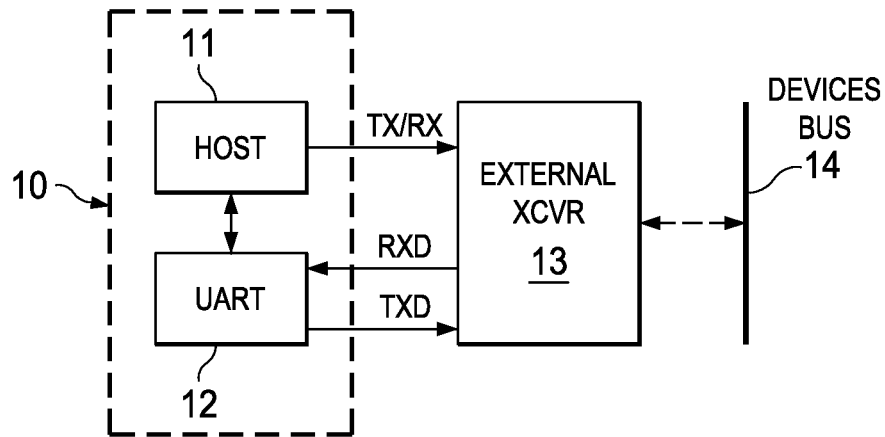 11
HOST
TX/RX
10
EXTERNAL
XCVR
13
DEVICES
BUS
14
RXD
UART
TXD
12